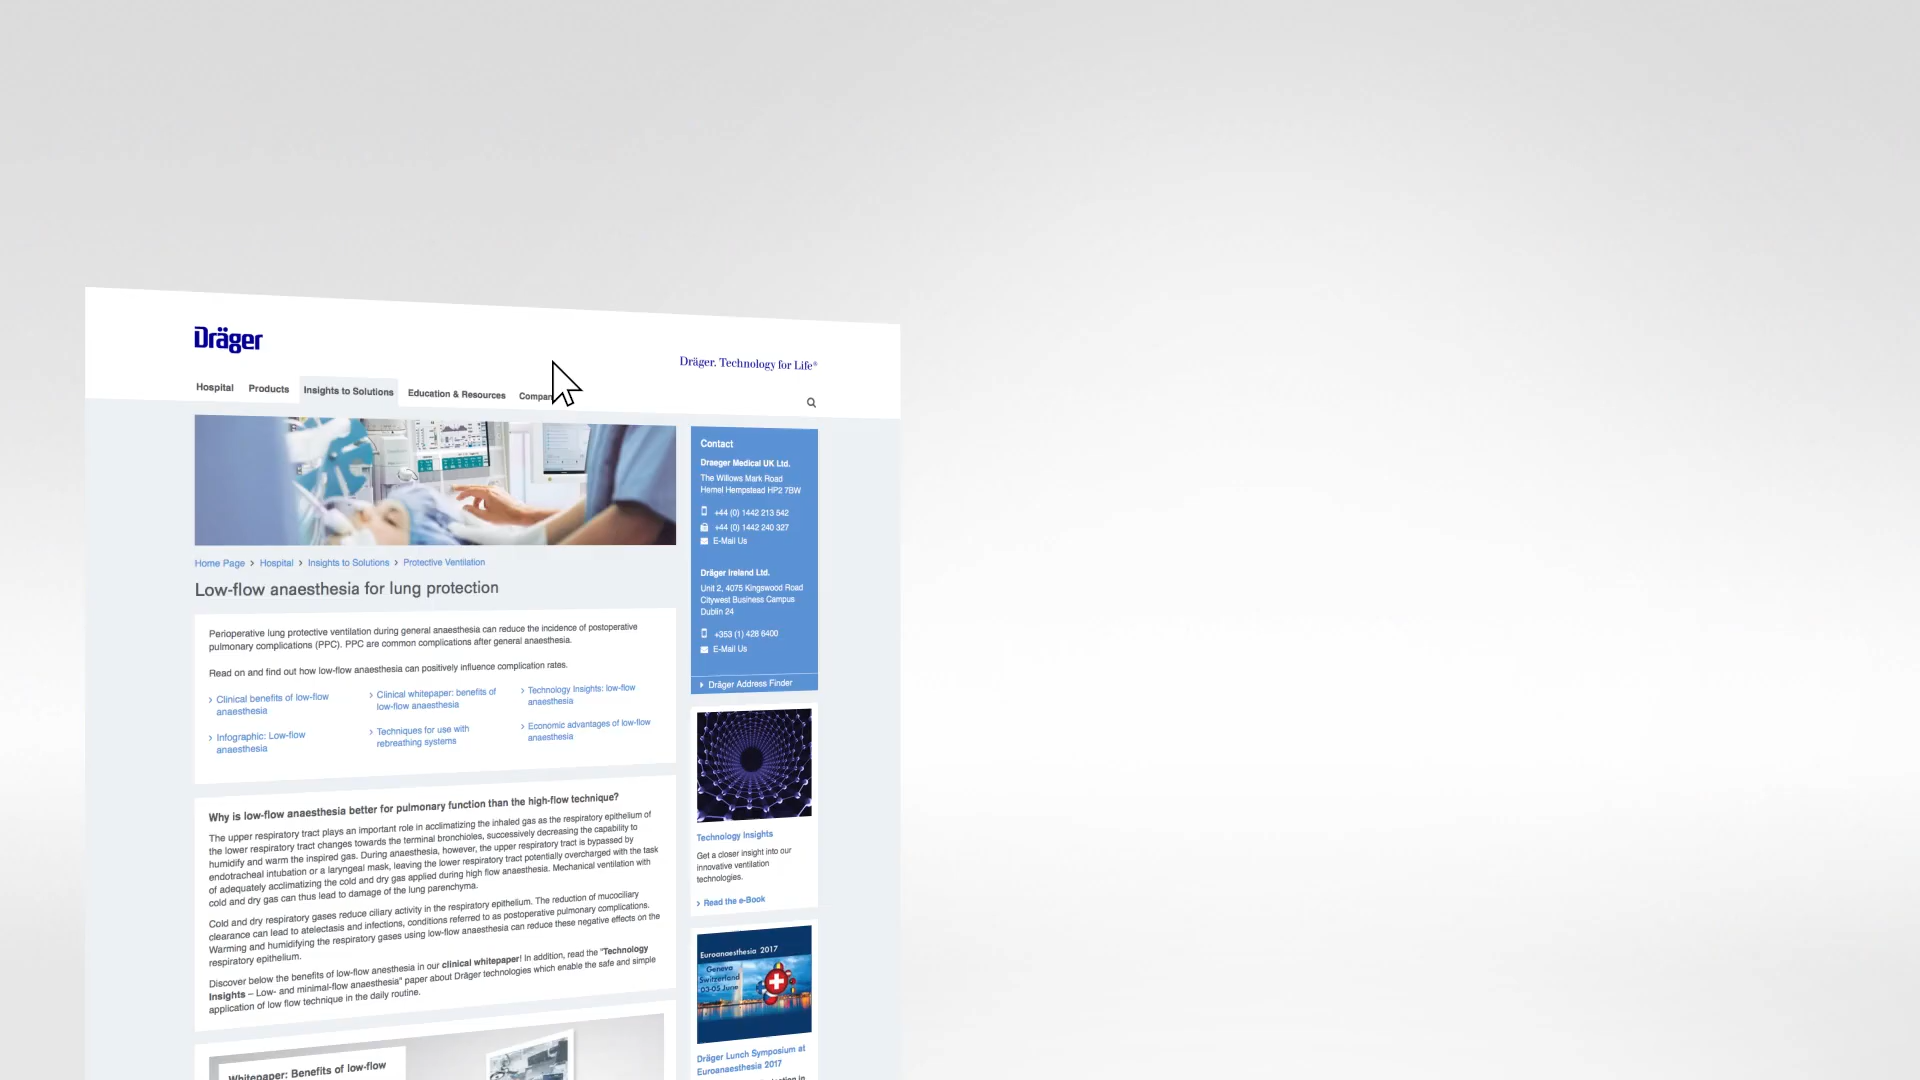 Dräger
Dräger. Technology for Life®
Hospital Products Insights to Solutions Education & Resources
Home Page > Hospital > Insights to Solutions > Protective Ventilation
Low-flow anaesthesia for lung protection
Perioperative lung protective ventilation during general anaesthesia can reduce the incidence of postoperative
pulmonary complications (PPC). PPC are common complications after general anaesthesia.
Read on and find out how low-flow anaesthesia can positively influence complication rates.
> Clinical benefits of low-flow
anaesthesia
> Infographic: Low-flow
anaesthesia
> Clinical whitepaper: benefits of
low-flow anaesthesia
> Techniques for use with
rebreathing systems
> Technology Insights: low-flow
anaesthesia
> Economic advantages of low-flow
anaesthesia
Why is low-flow anaesthesia better for pulmonary function than the high-flow technique?
The upper respiratory tract plays an important role in acclimatizing the inhaled gas as the respiratory epithelium of
the lower respiratory tract changes towards the terminal bronchioles, successively decreasing the capability to
humidify and warm the inspired gas. During anaesthesia, however, the upper respiratory tract is bypassed by
endotracheal intubation or a laryngeal mask, leaving the lower respiratory tract potentially overcharged with the task
of adequately acclimatizing the cold and dry gas applied during high flow anaesthesia. Mechanical ventilation with
cold and dry gas can thus lead to damage of the lung parenchyma.
Cold and dry respiratory gases reduce ciliary activity in the respiratory epithelium. The reduction of mucociliary
clearance can lead to atelectasis and infections, conditions referred to as postoperative pulmonary complications.
Warming and humidifying the respiratory gases using low-flow anaesthesia can reduce these negative effects on the
respiratory epithelium.
Discover below the benefits of low-flow anesthesia in our clinical whitepaper! In addition, read the "Technology
Insights – Low- and minimal-flow anaesthesia" paper about Dräger technologies which enable the safe and simple
application of low flow technique in the daily routine.
Whitepaper: Benefits of low-flow
Contact
Draeger Medical UK Ltd.
The Willows Mark Road
Hemel Hempstead HP2 7BW
+44 (0) 1442 213 542
+44 (0) 1442 240 327
E-Mail Us
Dräger Ireland Ltd.
Unit 2, 4075 Kingswood Road
Citywest Business Campus
Dublin 24
+353 (1) 428 6400
E-Mail Us
Dräger Address Finder
Technology Insights
Get a closer insight into our
innovative ventilation
technologies.
> Read the e-Book
Euroanaesthesia 2017
Geneva
Switzerland
03-05 June
Dräger Lunch Symposium at
Euroanaesthesia 2017